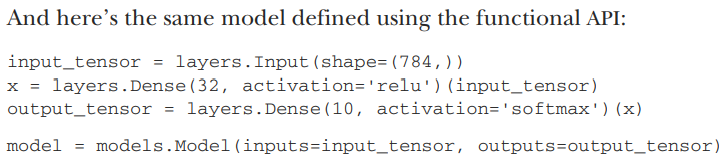 And here’s the same model defined using the functional API:
input_tensor = layers.Input(shape=(784,))
x = layers.Dense(32, activation='relu')(input_tensor)
output_tensor = layers.Dense(10, activation='softmax')(x)
model = models.Model(inputs=input_tensor, outputs=output_tensor)